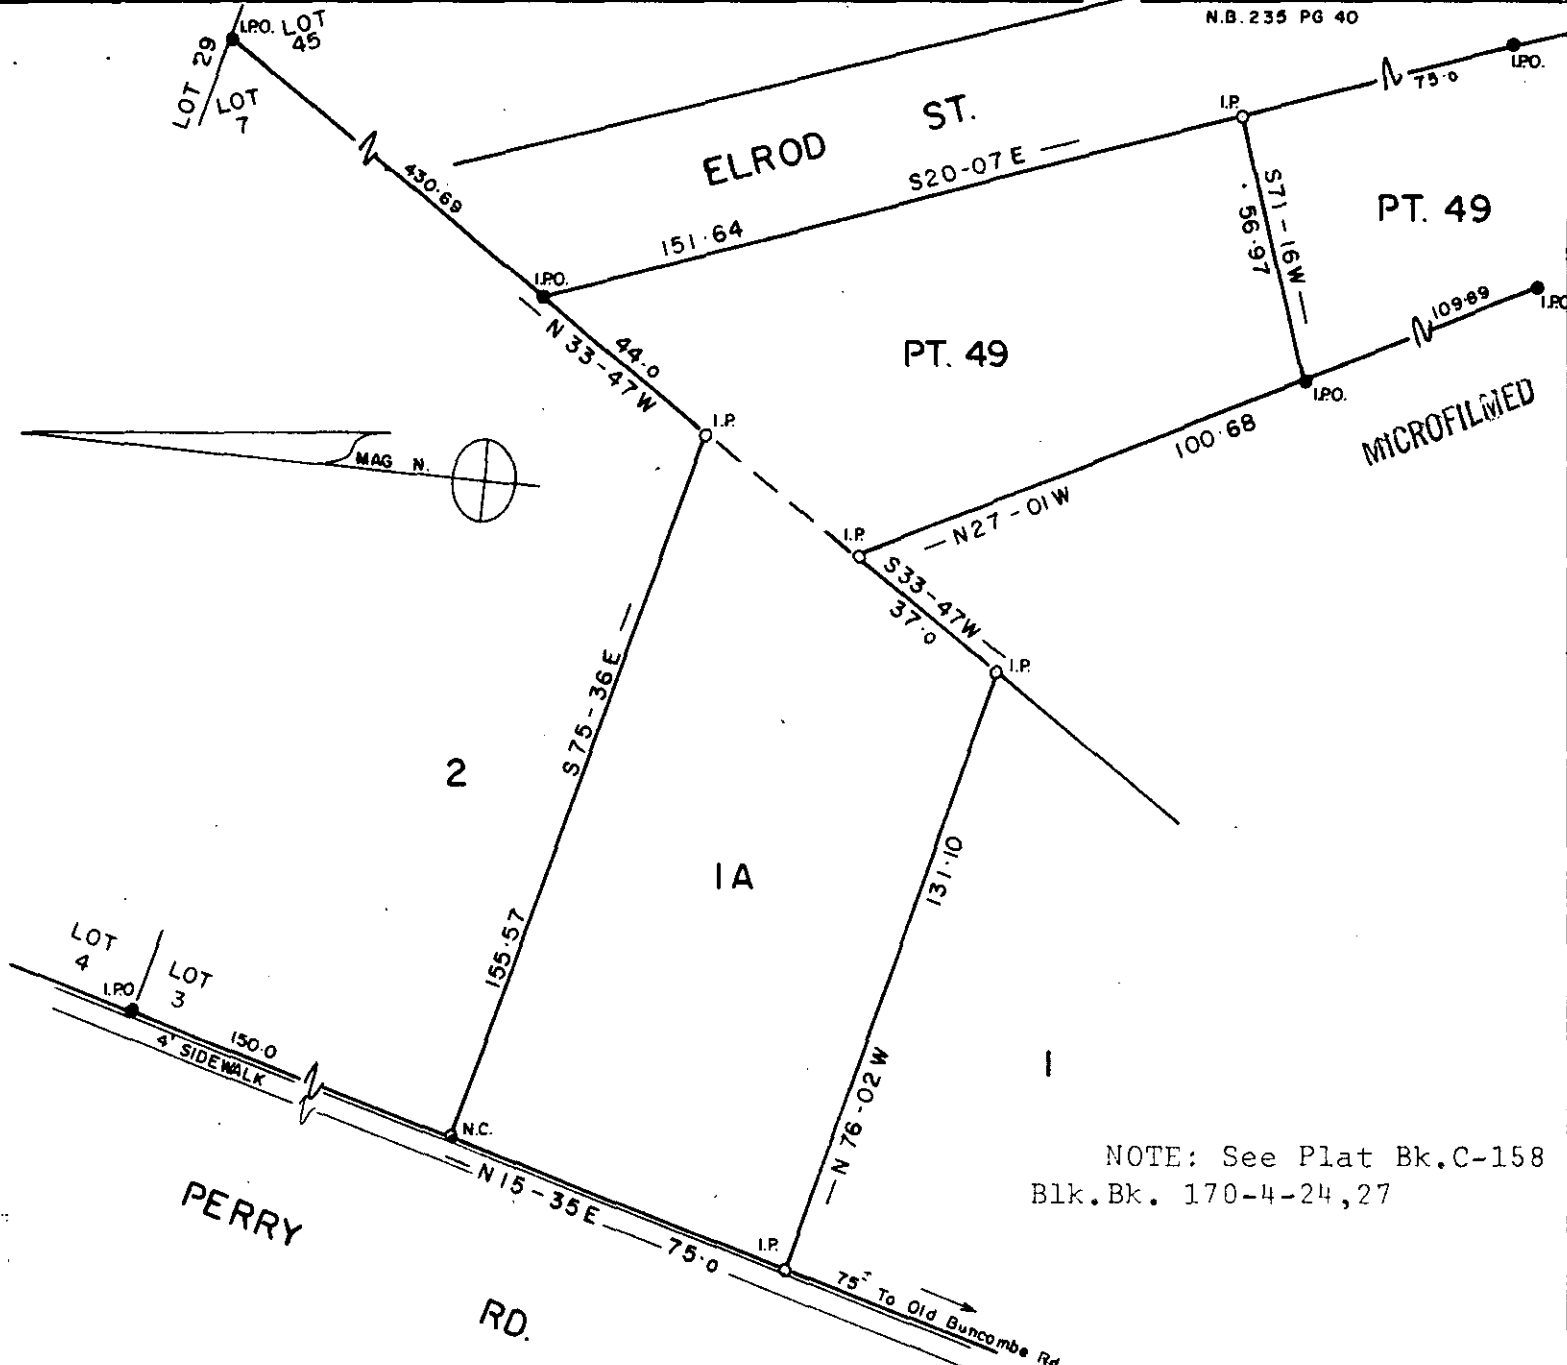 N.B. 235 PG 40
I.P.O.
LOT 45
LOT 29
LOT 7
430.69
ELROD ST.
S20-07E
151.64
I.P.
75.0
I.P.O.
S71-16W
56.97
PT. 49
109.89
I.P.O.
I.P.O.
N 33-47 W
44.0
PT. 49
I.P.O.
MICROFILMED
100.68
N27-01W
I.P.
MAG N.
I.P.
S33-47W
37.0
I.P.
S 75-36E
155.57
2
1A
131.10
N 76-02 W
1
LOT 4
LOT 3
I.P.O
150.0
4' SIDEWALK
N.C.
N 15-35 E
75.0
I.P.
75± To Old Buncombe Rd.
PERRY RD.
NOTE: See Plat Bk.C-158
Blk.Bk. 170-4-24,27